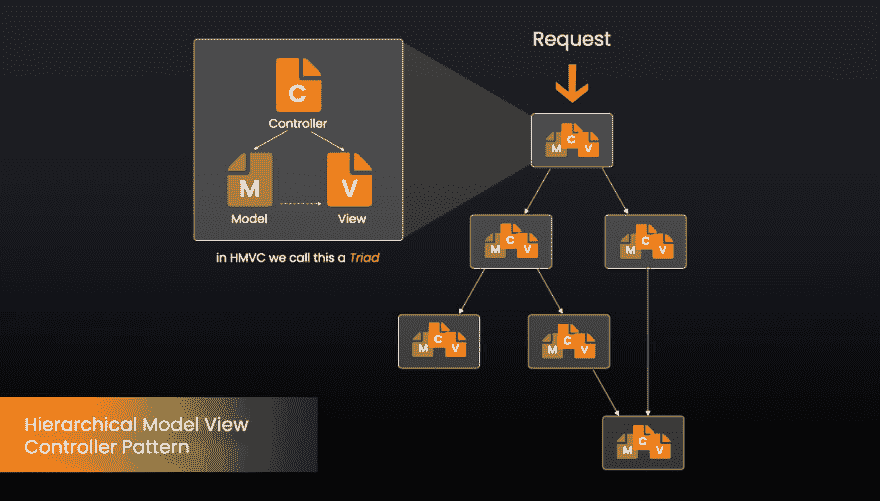 Request
C
Controller
M
V
Model
View
in HMVC we call this a Triad
M C V
M C V
M C V
M C V
M C V
M C V
Hierarchical Model View
Controller Pattern